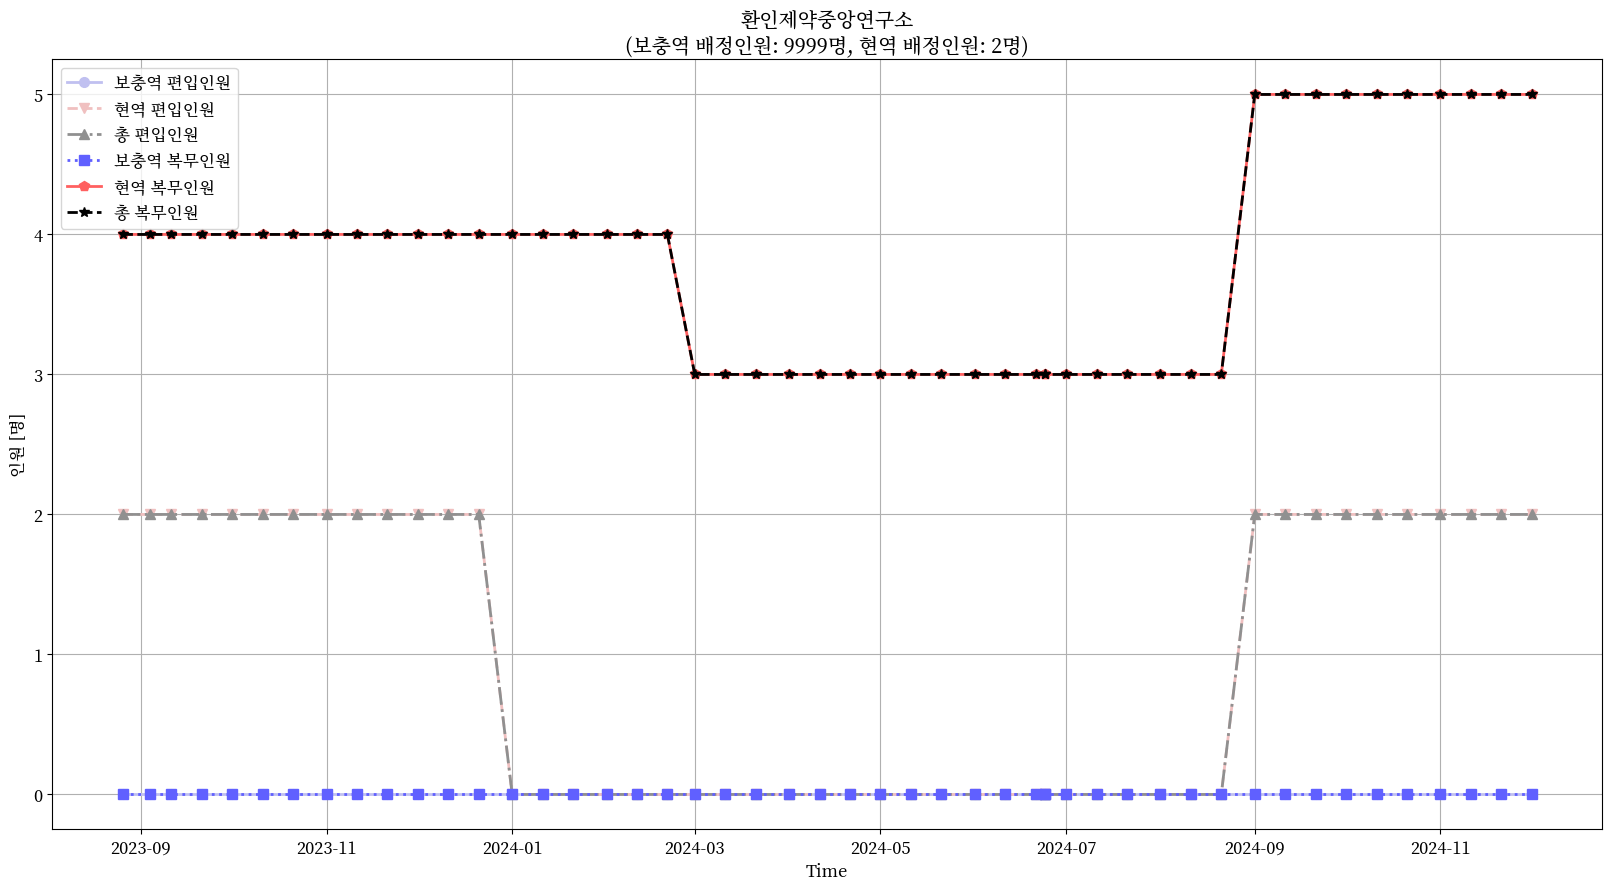 환인제약중앙연구소
(보충역 배정인원: 9999명, 현역 배정인원: 2명)
보충역 편입인원
현역 편입인원
총 편입인원
보충역 복무인원
현역 복무인원
총 복무인원
인원 [명]
5
4
3
2
1
0
2023-09
2023-11
2024-01
2024-03
2024-05
2024-07
2024-09
2024-11
Time